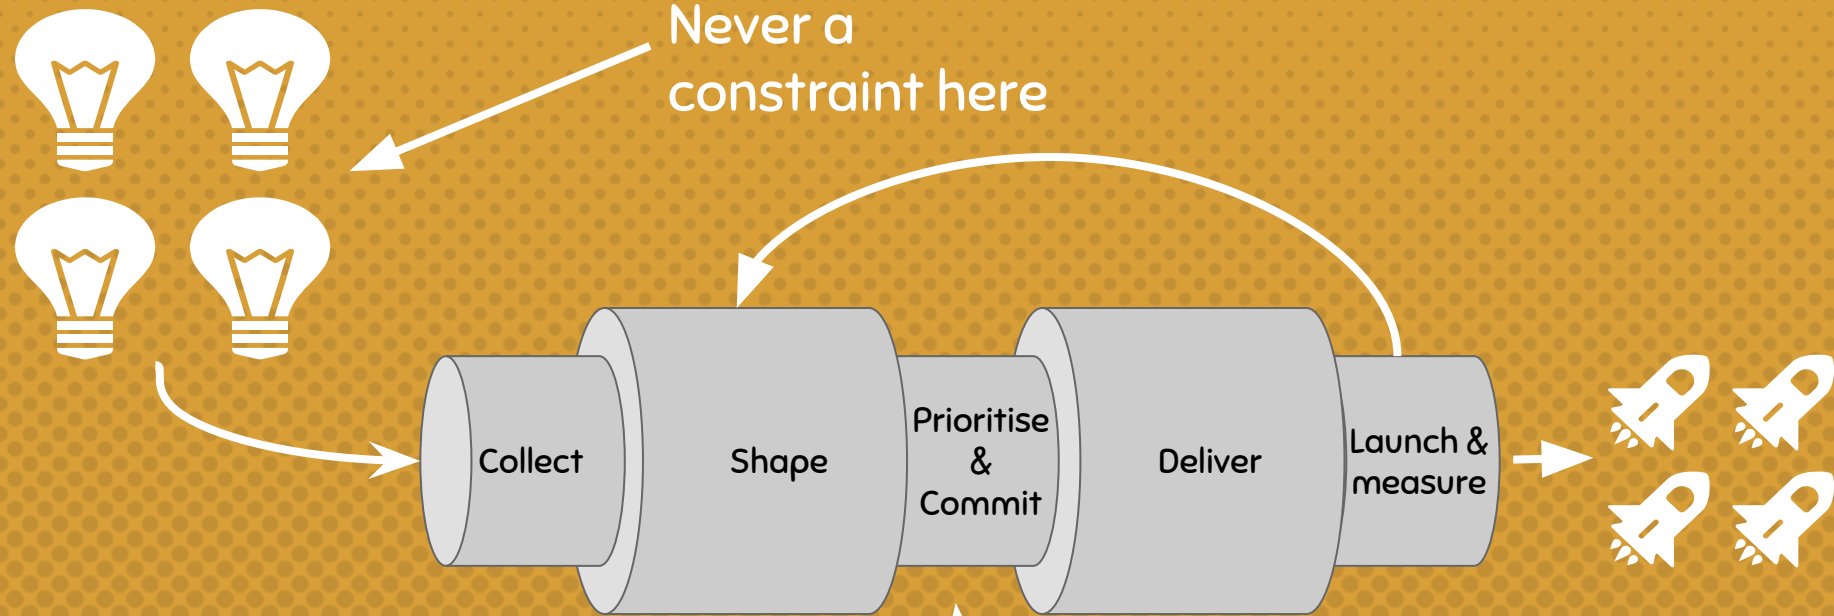 Never a
constraint here
Collect
Shape
Prioritise
&
Commit
Deliver
Launch &
measure